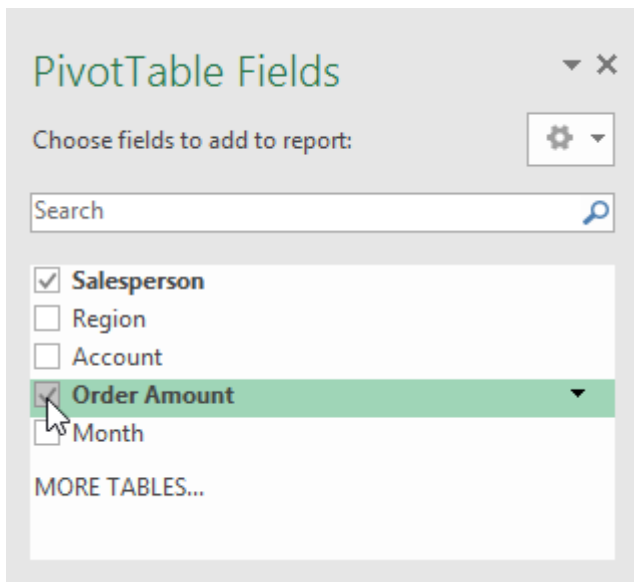 PivotTable Fields
Choose fields to add to report:
Search
Salesperson
Region
Account
Order Amount
Month
MORE TABLES...